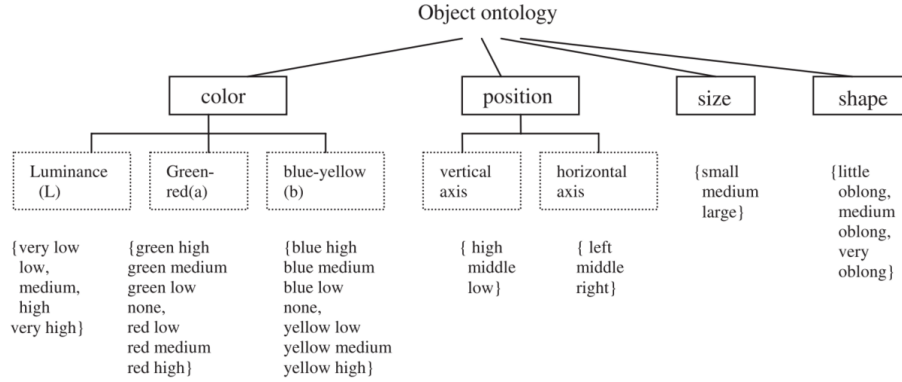 Object ontology
color
position
size
shape
Luminance
(L)
Green-
red(a)
blue-yellow
(b)
vertical
axis
horizontal
axis
{small
medium
large}
{little
oblong,
medium
oblong,
very
oblong}
{very low
low,
medium,
high
very high}
{green high
green medium
green low
none,
red low
red medium
red high}
{blue high
blue medium
blue low
none,
yellow low
yellow medium
yellow high}
{ high
middle
low}
{ left
middle
right}